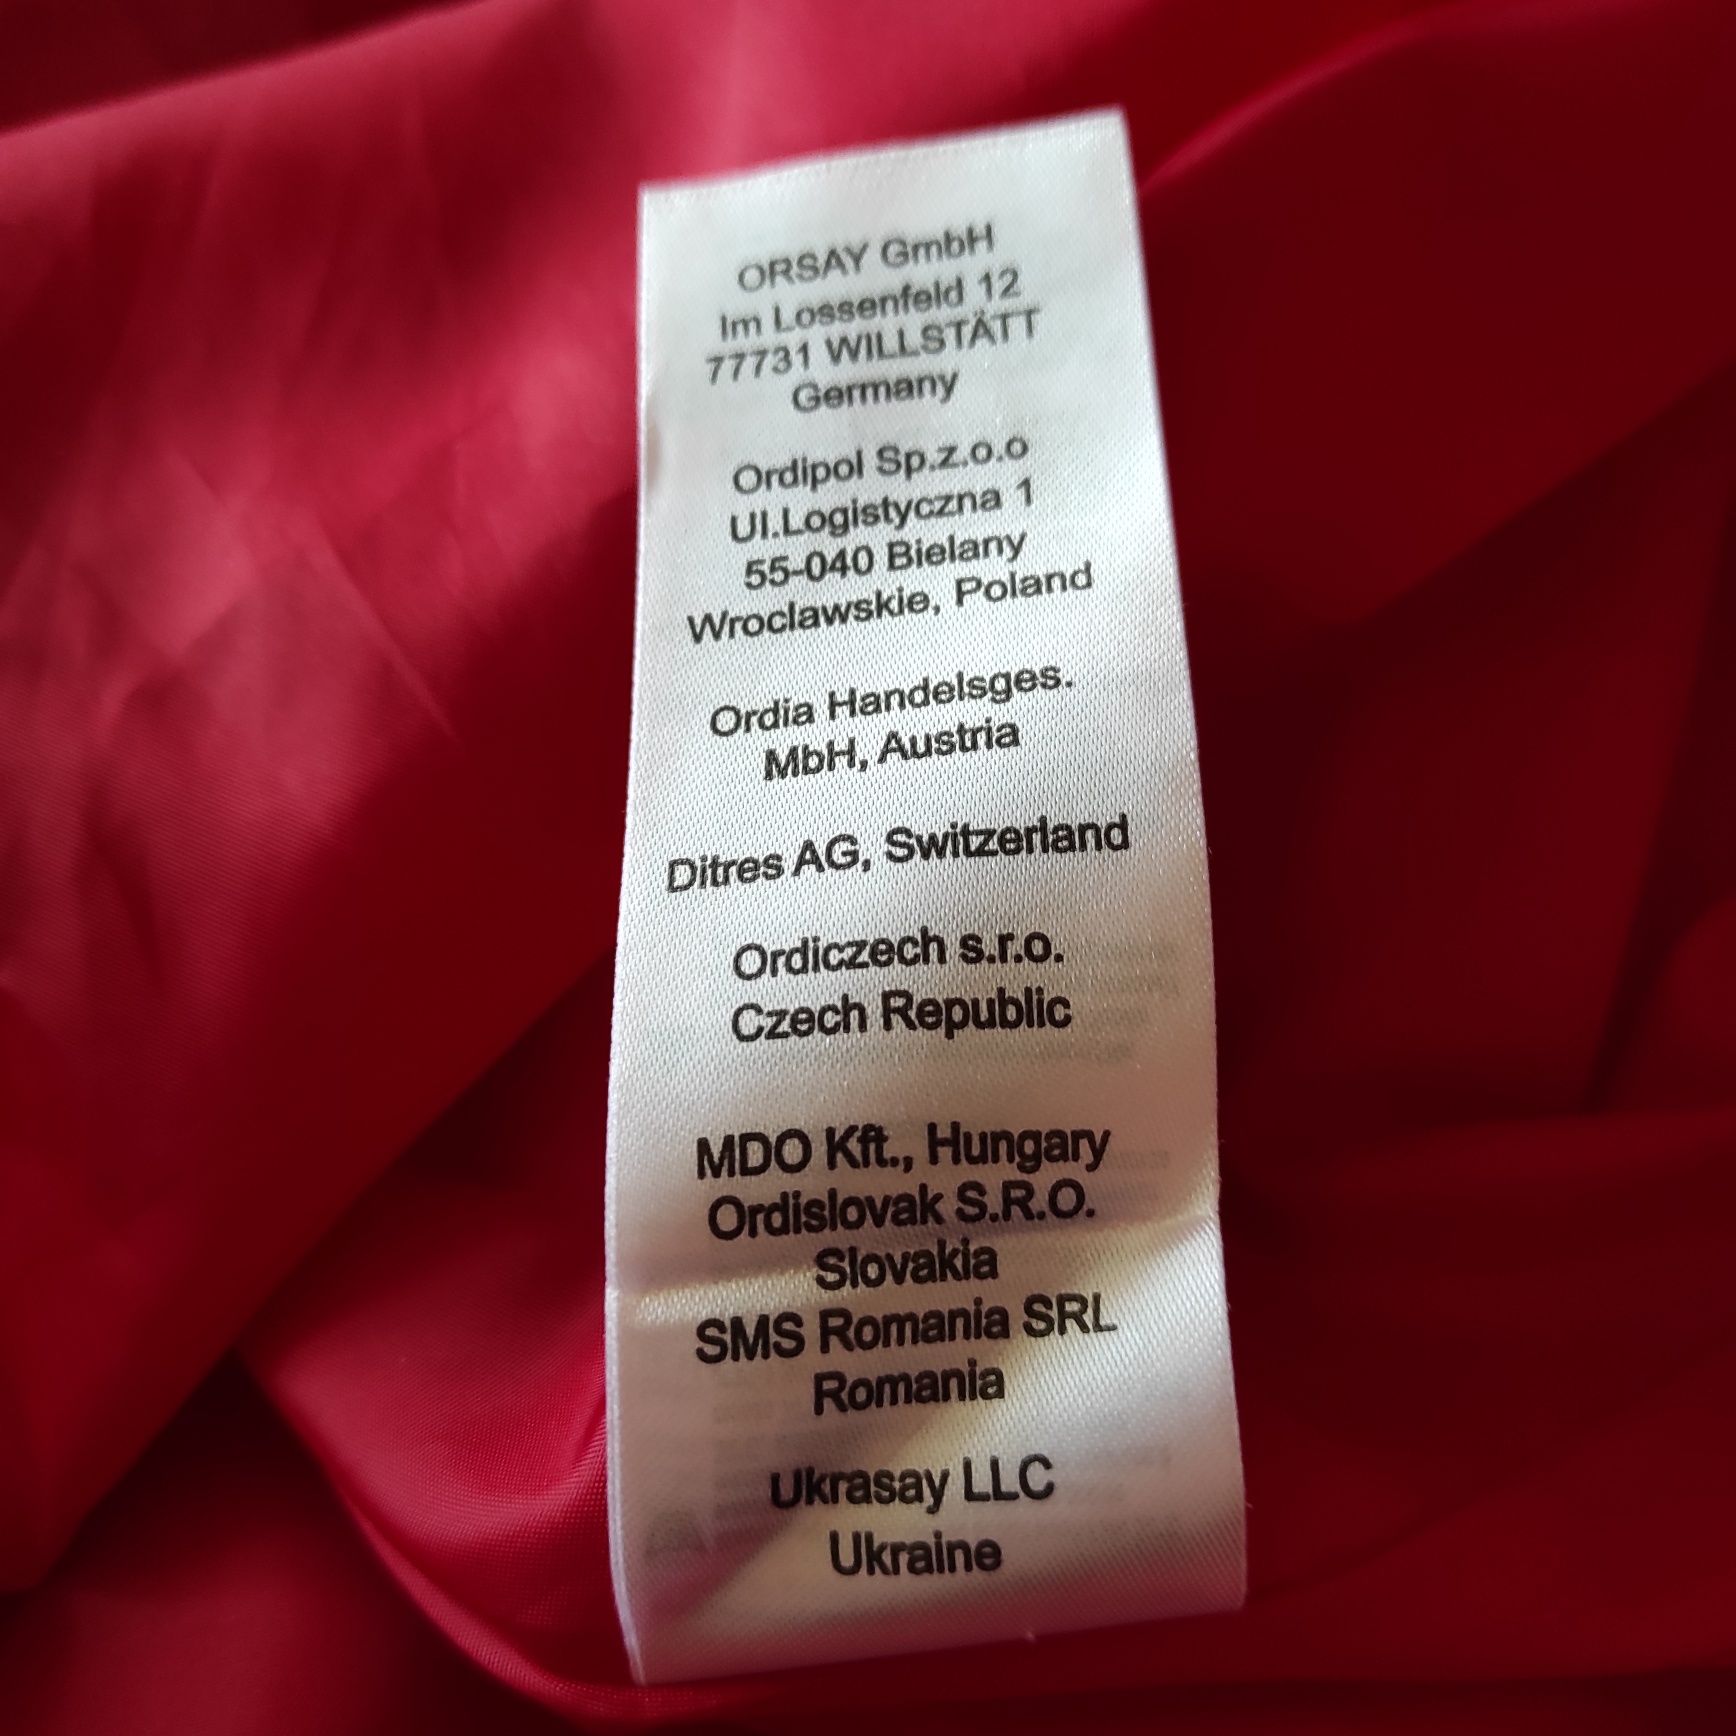 ORSAY GmbH
Im Lossenfeld 12
77731 WILLSTÄTT
Germany
Ordipol Sp.z.o.o
Ul.Logistyczna 1
55-040 Bielany
Wroclawskie, Poland
Ordia Handelsges.
MbH, Austria
Ditres AG, Switzerland
Ordiczech s.r.o.
Czech Republic
MDO Kft., Hungary
Ordislovak S.R.O.
Slovakia
SMS Romania SRL
Romania
Ukrasay LLC
Ukraine